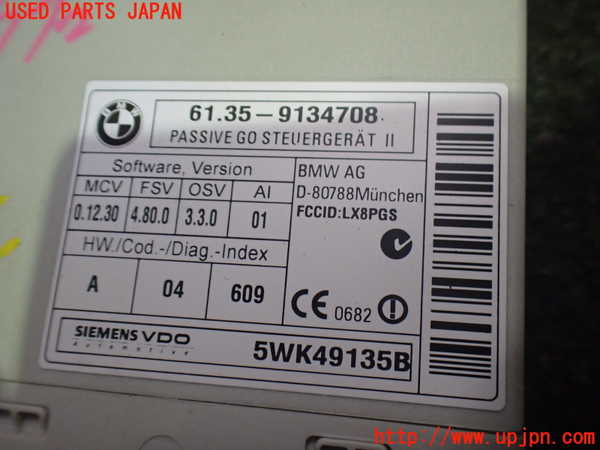 USED PARTS JAPAN
BMW
61.35-9134708
PASSIVE GO STEUERGERÄT II
Software, Version
MCV FSV OSV AI
0.12.30 4.80.0 3.3.0 01
HW./Cod-/Diag.-Index
A 04 609
BMW AG
D-80788München
FCCID:LX8PGS
CE 0682
SIEMENS VDO
Automotive
5WK49135B
http://www.upjpn.com/